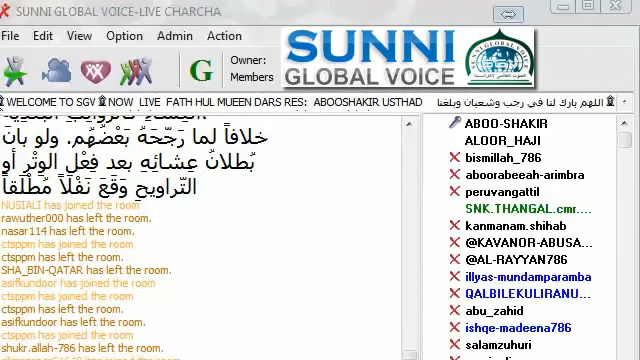 SUNNI GLOBAL VOICE-LIVE CHARCHA
File Edit View Option Admin Action
G Owner:
Members
SUNNI
GLOBAL VOICE
WELCOME TO SGV NOW LIVE FATH HUL MUEEN DARS RES: ABOOSHAKIR USTHAD اللهم بارك لنا في رجب وشعبان وبلغنا
خلافاً لما رَجَّحَهُ بَعْضُهُم. ولو بانَ
بُطلانُ عِشائِهِ بعد فِعْلِ الوِتْرِ أو
التّراويح وَقَعَ نَفْلاً مُطْلَقاً
NUSIALI has joined the room
rawuther000 has left the room.
nasar114 has left the room.
ctsppm has joined the room
ctsppm has left the room.
SHA_BIN-QATAR has left the room.
asifkundoor has joined the room
ctsppm has left the room.
asifkundoor has left the room.
ctsppm has joined the room
shukr.allah-786 has left the room.
ABOO-SHAKIR
ALOOR_HAJI
bismillah_786
aboorabeeah-arimbra
peruvangattil
SNK.THANGAL.cmr....
kanmanam.shihab
@KAVANOR-ABUSA...
@AL-RAYYAN786
illyas-mundamparamba
QALBILEKULIRANU...
abu_zahid
ishqe-madeena786
salamzuhuri